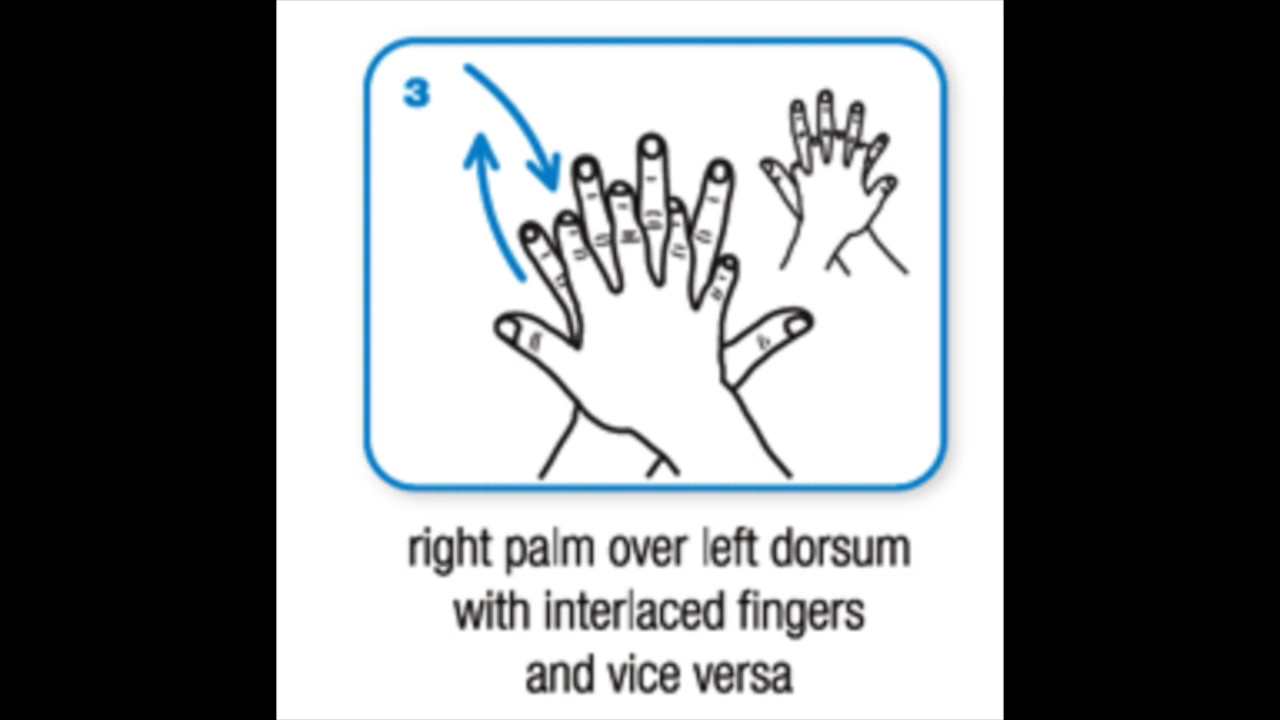 3
right palm over left dorsum
with interlaced fingers
and vice versa